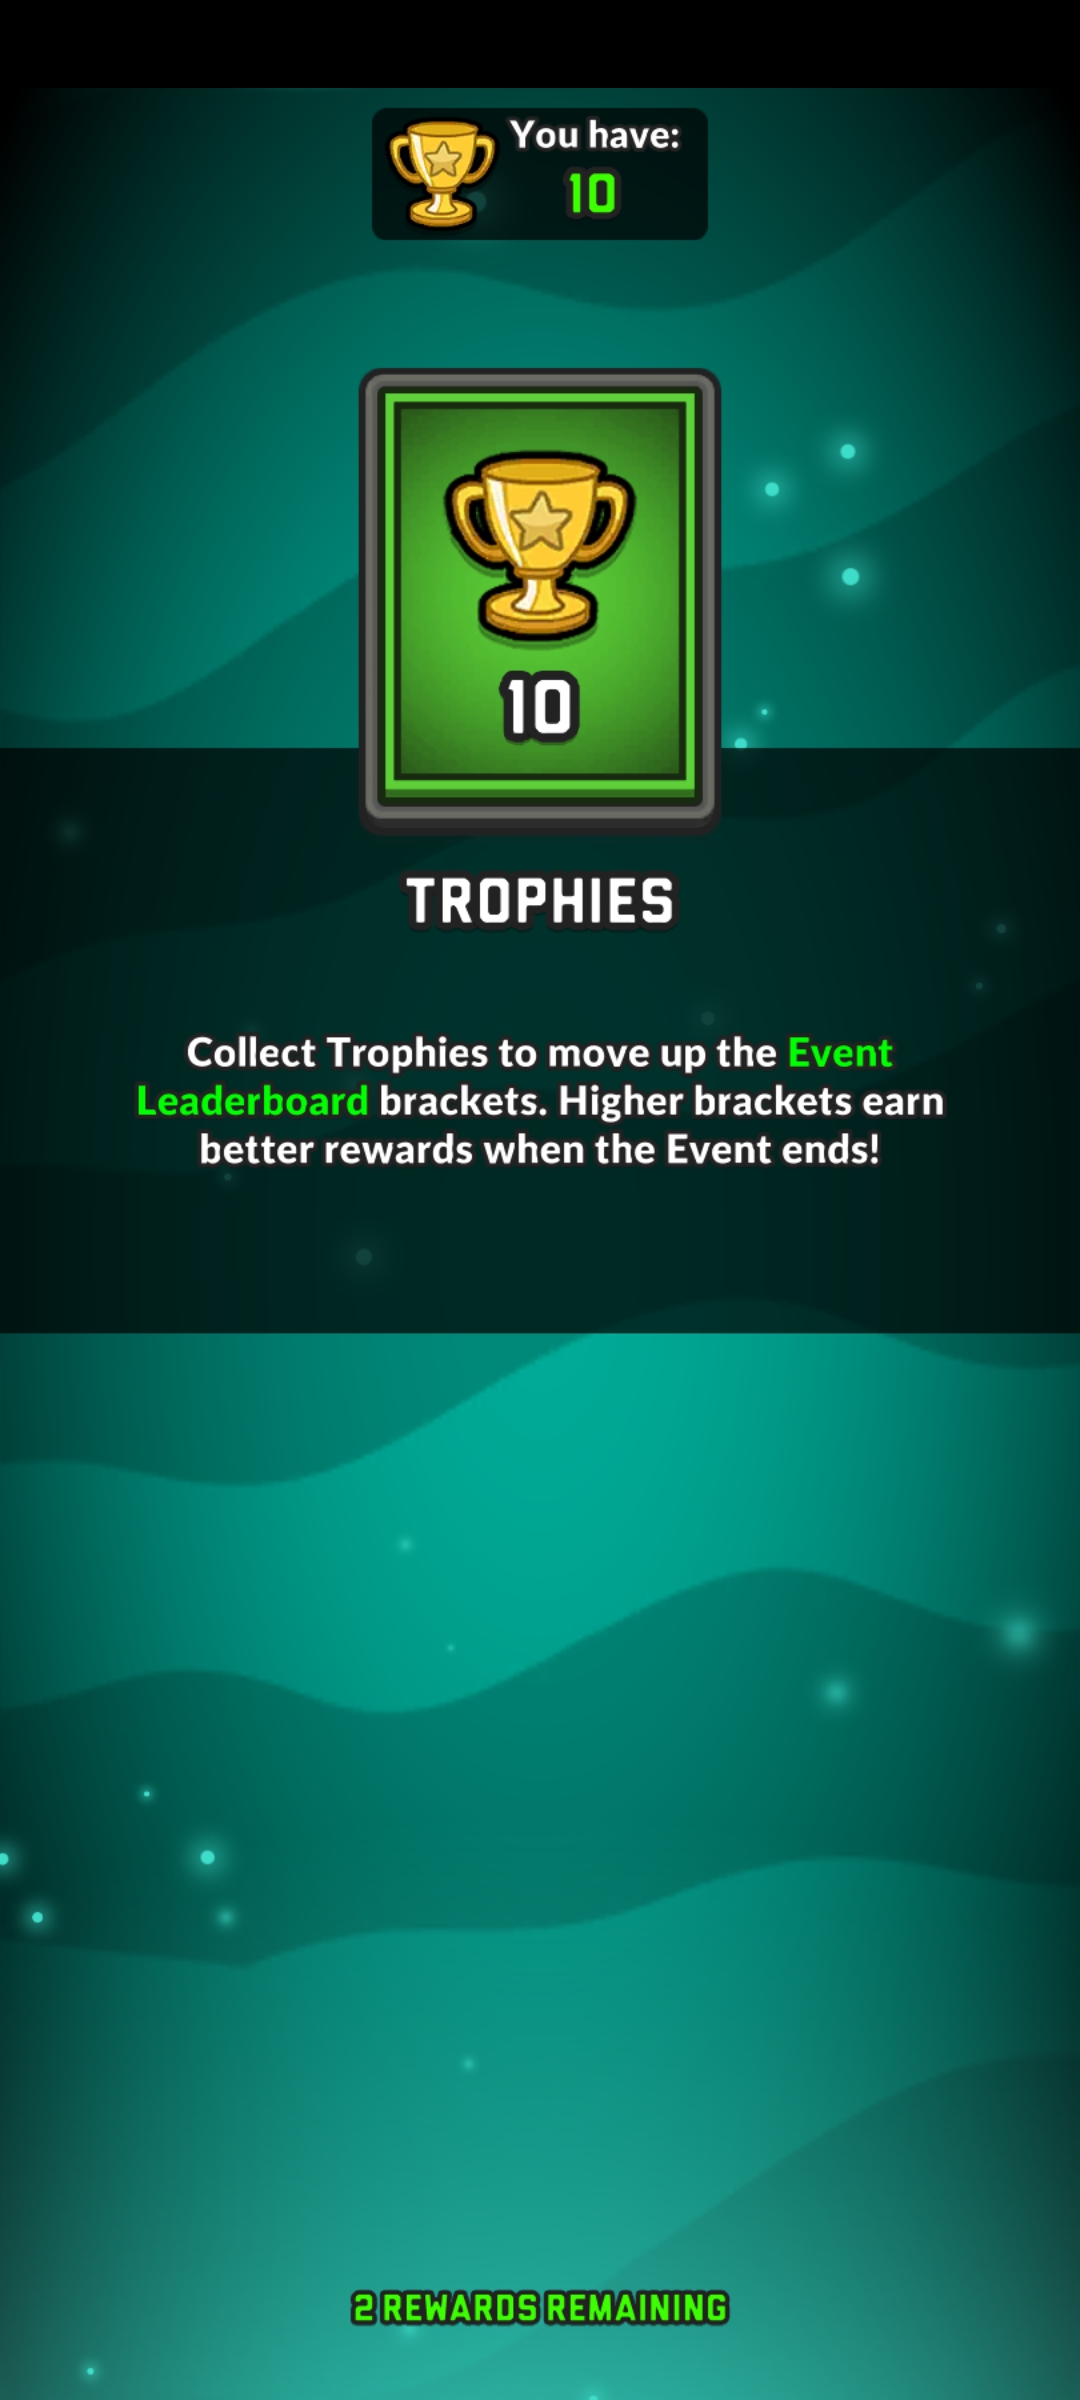 You have:
10
10
TROPHIES
Collect Trophies to move up the Event
Leaderboard brackets. Higher brackets earn
better rewards when the Event ends!
2 REWARDS REMAINING